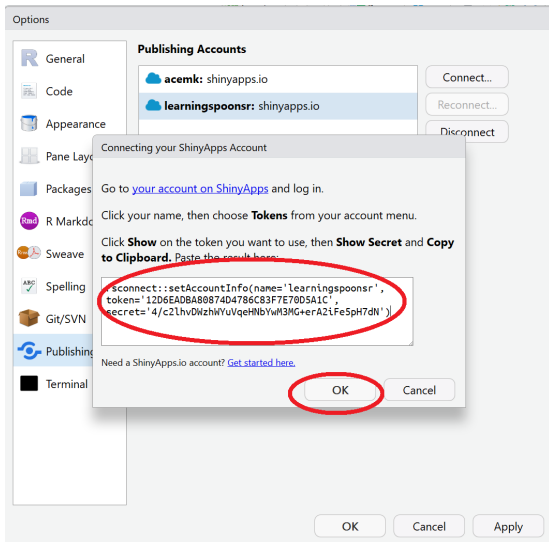 Options
General
Code
Appearance
Pane Layo
Packages
R Markdo
Sweave
Spelling
Git/SVN
Publishing
Terminal
Publishing Accounts
acemk: shinyapps.io
learningspoonsr: shinyapps.io
Connect...
Reconnect...
Disconnect
Connecting your ShinyApps Account
Go to your account on ShinyApps and log in.
Click your name, then choose Tokens from your account menu.
Click Show on the token you want to use, then Show Secret and Copy
to Clipboard. Paste the result here:
rsconnect::setAccountInfo(name='learningspoonsr',
token='12D6EADBAB0874D4786C83F7E70D5A1C',
secret='4/c2lhvDWzhWYuVqeHNbYwM3MG+erA2iFe5pH7dN')
Need a ShinyApps.io account? Get started here.
OK
Cancel
OK
Cancel
Apply